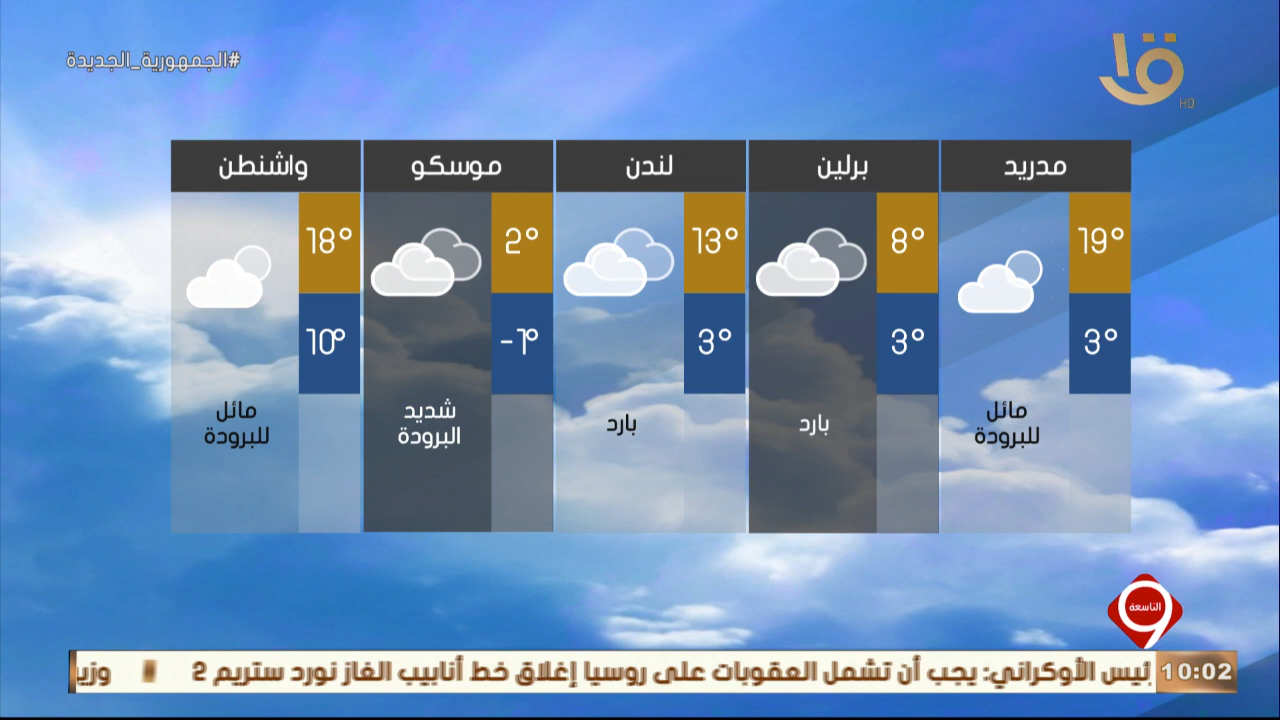 #الجمهورية_الجديدة
HD
مدريد
19°
3°
مائل
للبرودة
برلين
8°
3°
بارد
لندن
13°
3°
بارد
موسكو
2°
-1°
شديد
البرودة
واشنطن
18°
10°
مائل
للبرودة
التاسعة
9
10:02
الأوكراني: يجب أن تشمل العقوبات على روسيا إغلاق خط أنابيب الغاز نورد ستريم 2